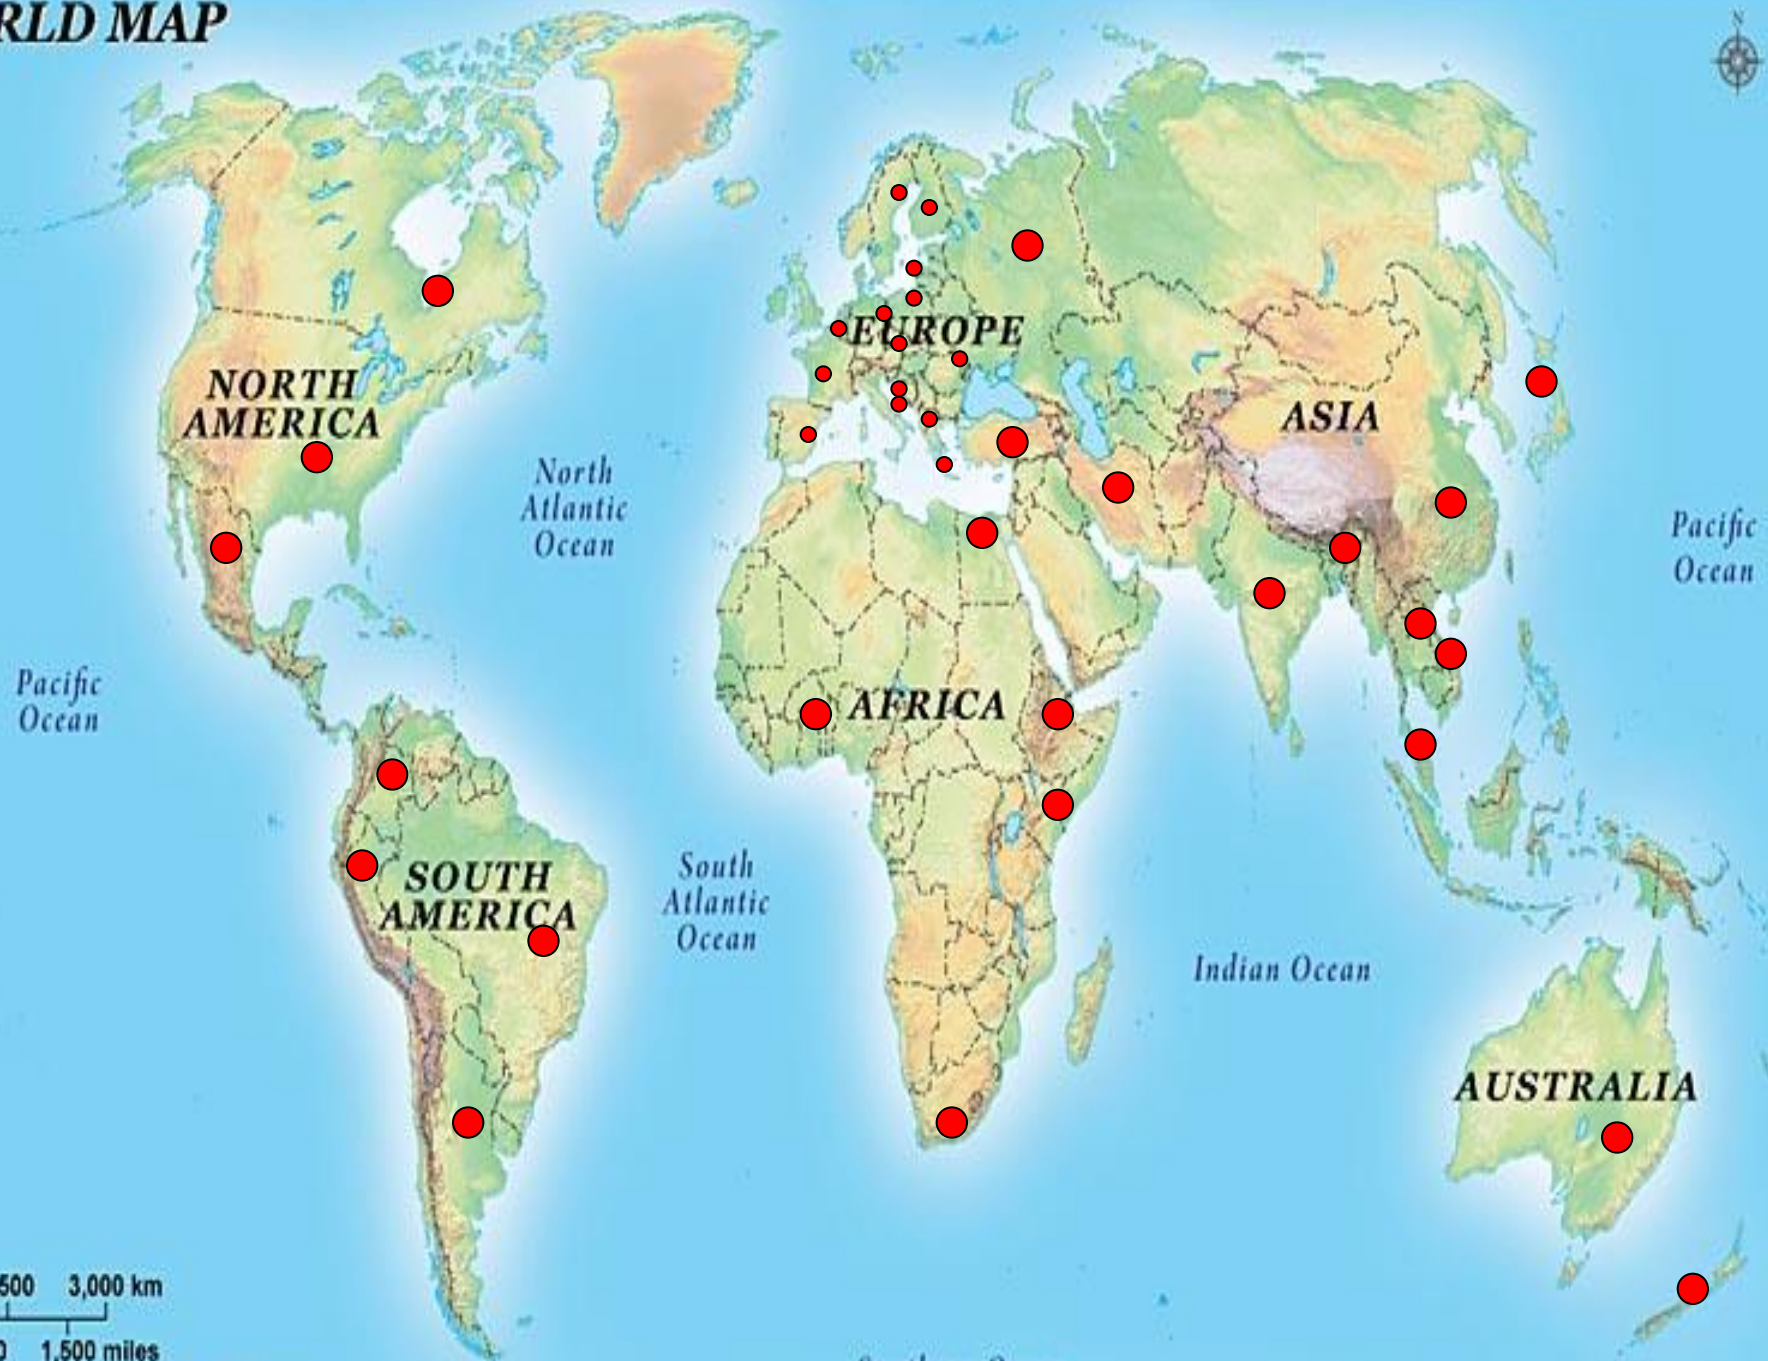 RLD MAP
N
NORTH
AMERICA
EUROPE
ASIA
North
Atlantic
Ocean
Pacific
Ocean
Pacific
Ocean
AFRICA
SOUTH
AMERICA
South
Atlantic
Ocean
Indian Ocean
AUSTRALIA
500 3,000 km
0 1,500 miles